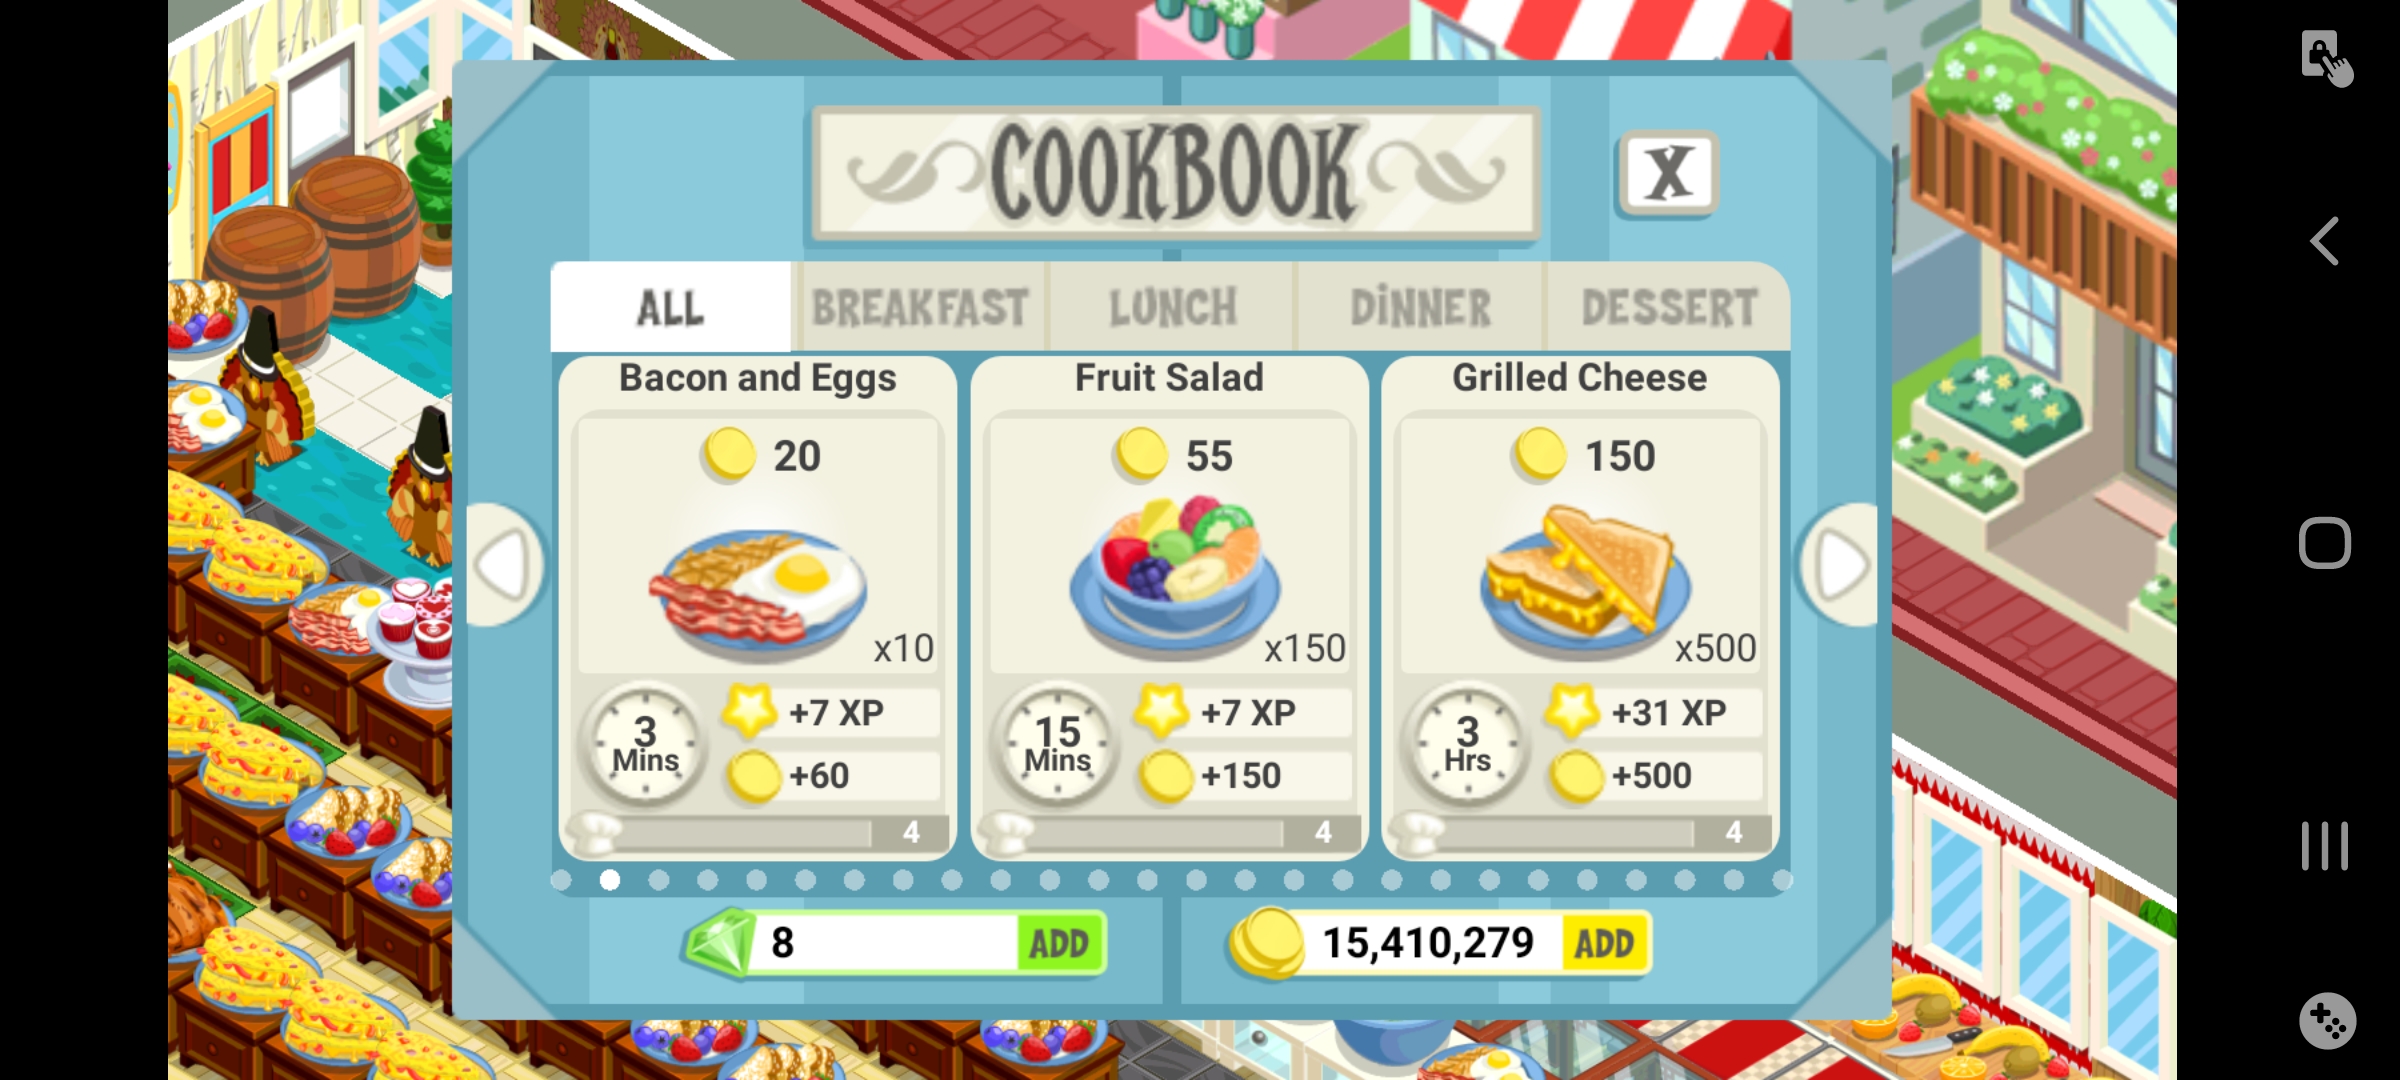 COOKBOOK
X
ALL
BREAKFAST
LUNCH
DINNER
DESSERT
Bacon and Eggs
20
x10
3
Mins
+7 XP
+60
4
Fruit Salad
55
x150
15
Mins
+7 XP
+150
4
Grilled Cheese
150
x500
3
Hrs
+31 XP
+500
4
8
ADD
15,410,279
ADD